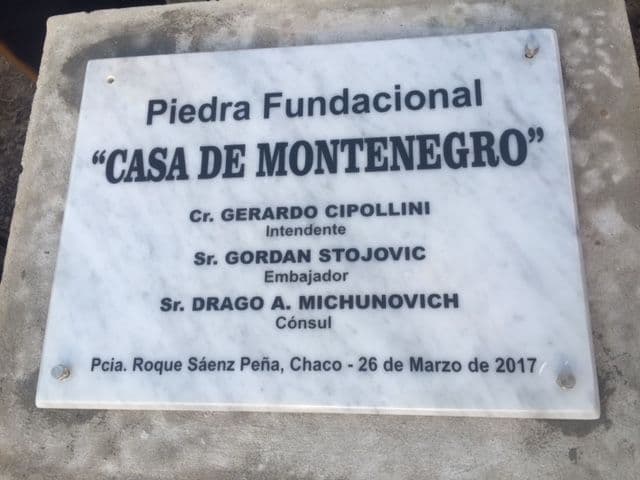 Piedra Fundacional
“CASA DE MONTENEGRO”
Cr. GERARDO CIPOLLINI
Intendente
Sr. GORDAN STOJOVIC
Embajador
Sr. DRAGO A. MICHUNOVICH
Cónsul
Pcia. Roque Sáenz Peña, Chaco - 26 de Marzo de 2017